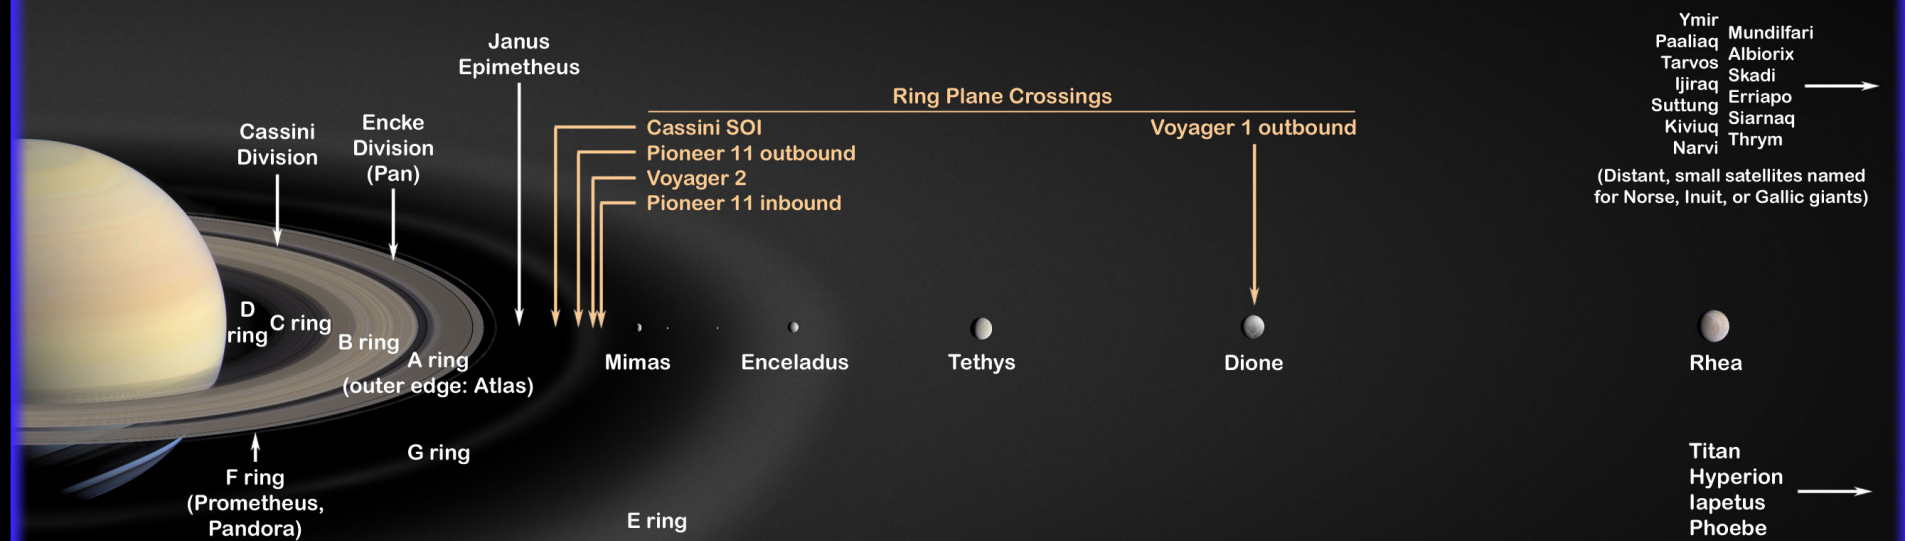 Janus
Epimetheus
Cassini
Division
Encke
Division
(Pan)
Ring Plane Crossings
Cassini SOI
Pioneer 11 outbound
Voyager 2
Pioneer 11 inbound
Voyager 1 outbound
Ymir
Paaliaq
Tarvos
Ijiraq
Suttung
Kiviuq
Narvi
Mundilfari
Albiorix
Skadi
Erriapo
Siarnaq
Thrym
(Distant, small satellites named
for Norse, Inuit, or Gallic giants)
D
ring
C ring
B ring
A ring
(outer edge: Atlas)
Mimas
Enceladus
Tethys
Dione
Rhea
G ring
F ring
(Prometheus,
Pandora)
E ring
Titan
Hyperion
Iapetus
Phoebe